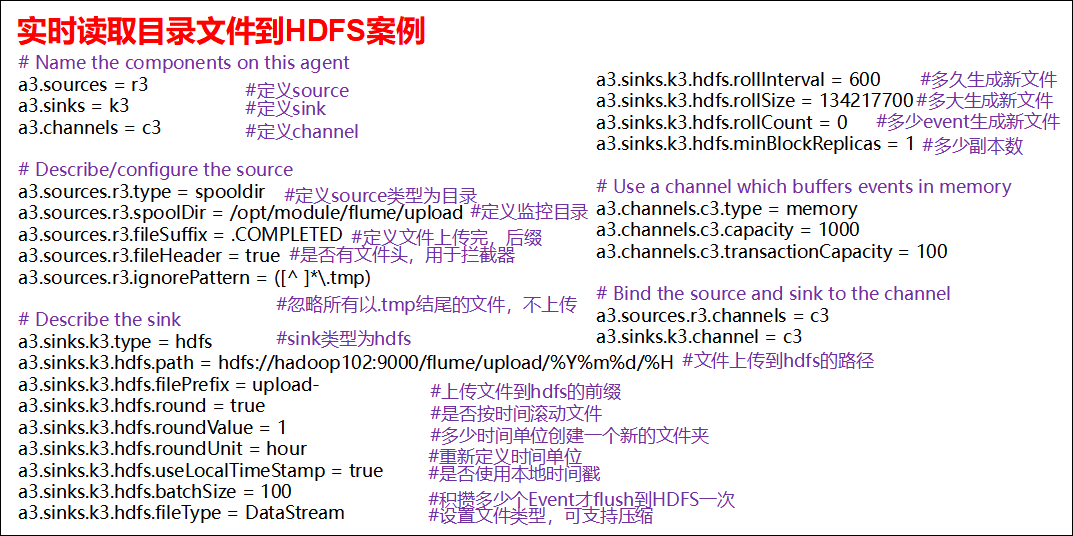 实时读取目录文件到HDFS案例
# Name the components on this agent
a3.sources = r3 #定义source
a3.sinks = k3 #定义sink
a3.channels = c3 #定义channel
# Describe/configure the source
a3.sources.r3.type = spooldir #定义source类型为目录
a3.sources.r3.spoolDir = /opt/module/flume/upload #定义监控目录
a3.sources.r3.fileSuffix = .COMPLETED #定义文件上传完，后缀
a3.sources.r3.fileHeader = true #是否有文件头，用于拦截器
a3.sources.r3.ignorePattern = ([^ ]*\.tmp)
#忽略所有以.tmp结尾的文件，不上传
# Describe the sink
a3.sinks.k3.type = hdfs #sink类型为hdfs
a3.sinks.k3.hdfs.path = hdfs://hadoop102:9000/flume/upload/%Y%m%d/%H #文件上传到hdfs的路径
a3.sinks.k3.hdfs.filePrefix = upload- #上传文件到hdfs的前缀
a3.sinks.k3.hdfs.round = true #是否按时间滚动文件
a3.sinks.k3.hdfs.roundValue = 1 #多少时间单位创建一个新的文件夹
a3.sinks.k3.hdfs.roundUnit = hour #重新定义时间单位
a3.sinks.k3.hdfs.useLocalTimeStamp = true #是否使用本地时间戳
a3.sinks.k3.hdfs.batchSize = 100 #积攒多少个Event才flush到HDFS一次
a3.sinks.k3.hdfs.fileType = DataStream #设置文件类型，可支持压缩
a3.sinks.k3.hdfs.rollInterval = 600 #多久生成新文件
a3.sinks.k3.hdfs.rollSize = 134217700 #多大生成新文件
a3.sinks.k3.hdfs.rollCount = 0 #多少event生成新文件
a3.sinks.k3.hdfs.minBlockReplicas = 1 #多少副本数
# Use a channel which buffers events in memory
a3.channels.c3.type = memory
a3.channels.c3.capacity = 1000
a3.channels.c3.transactionCapacity = 100
# Bind the source and sink to the channel
a3.sources.r3.channels = c3
a3.sinks.k3.channel = c3